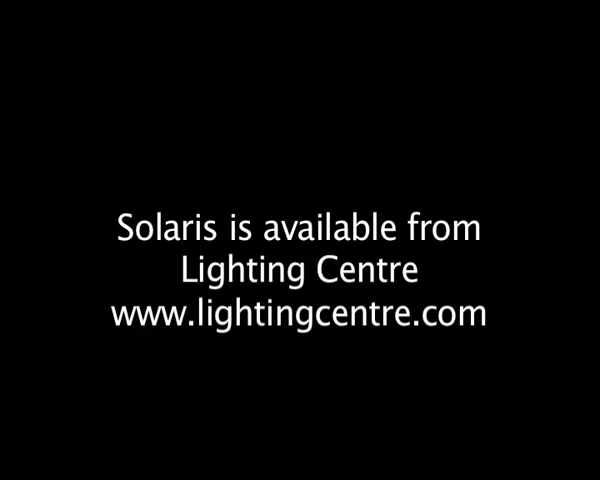 Solaris is available from
Lighting Centre
www.lightingcentre.com